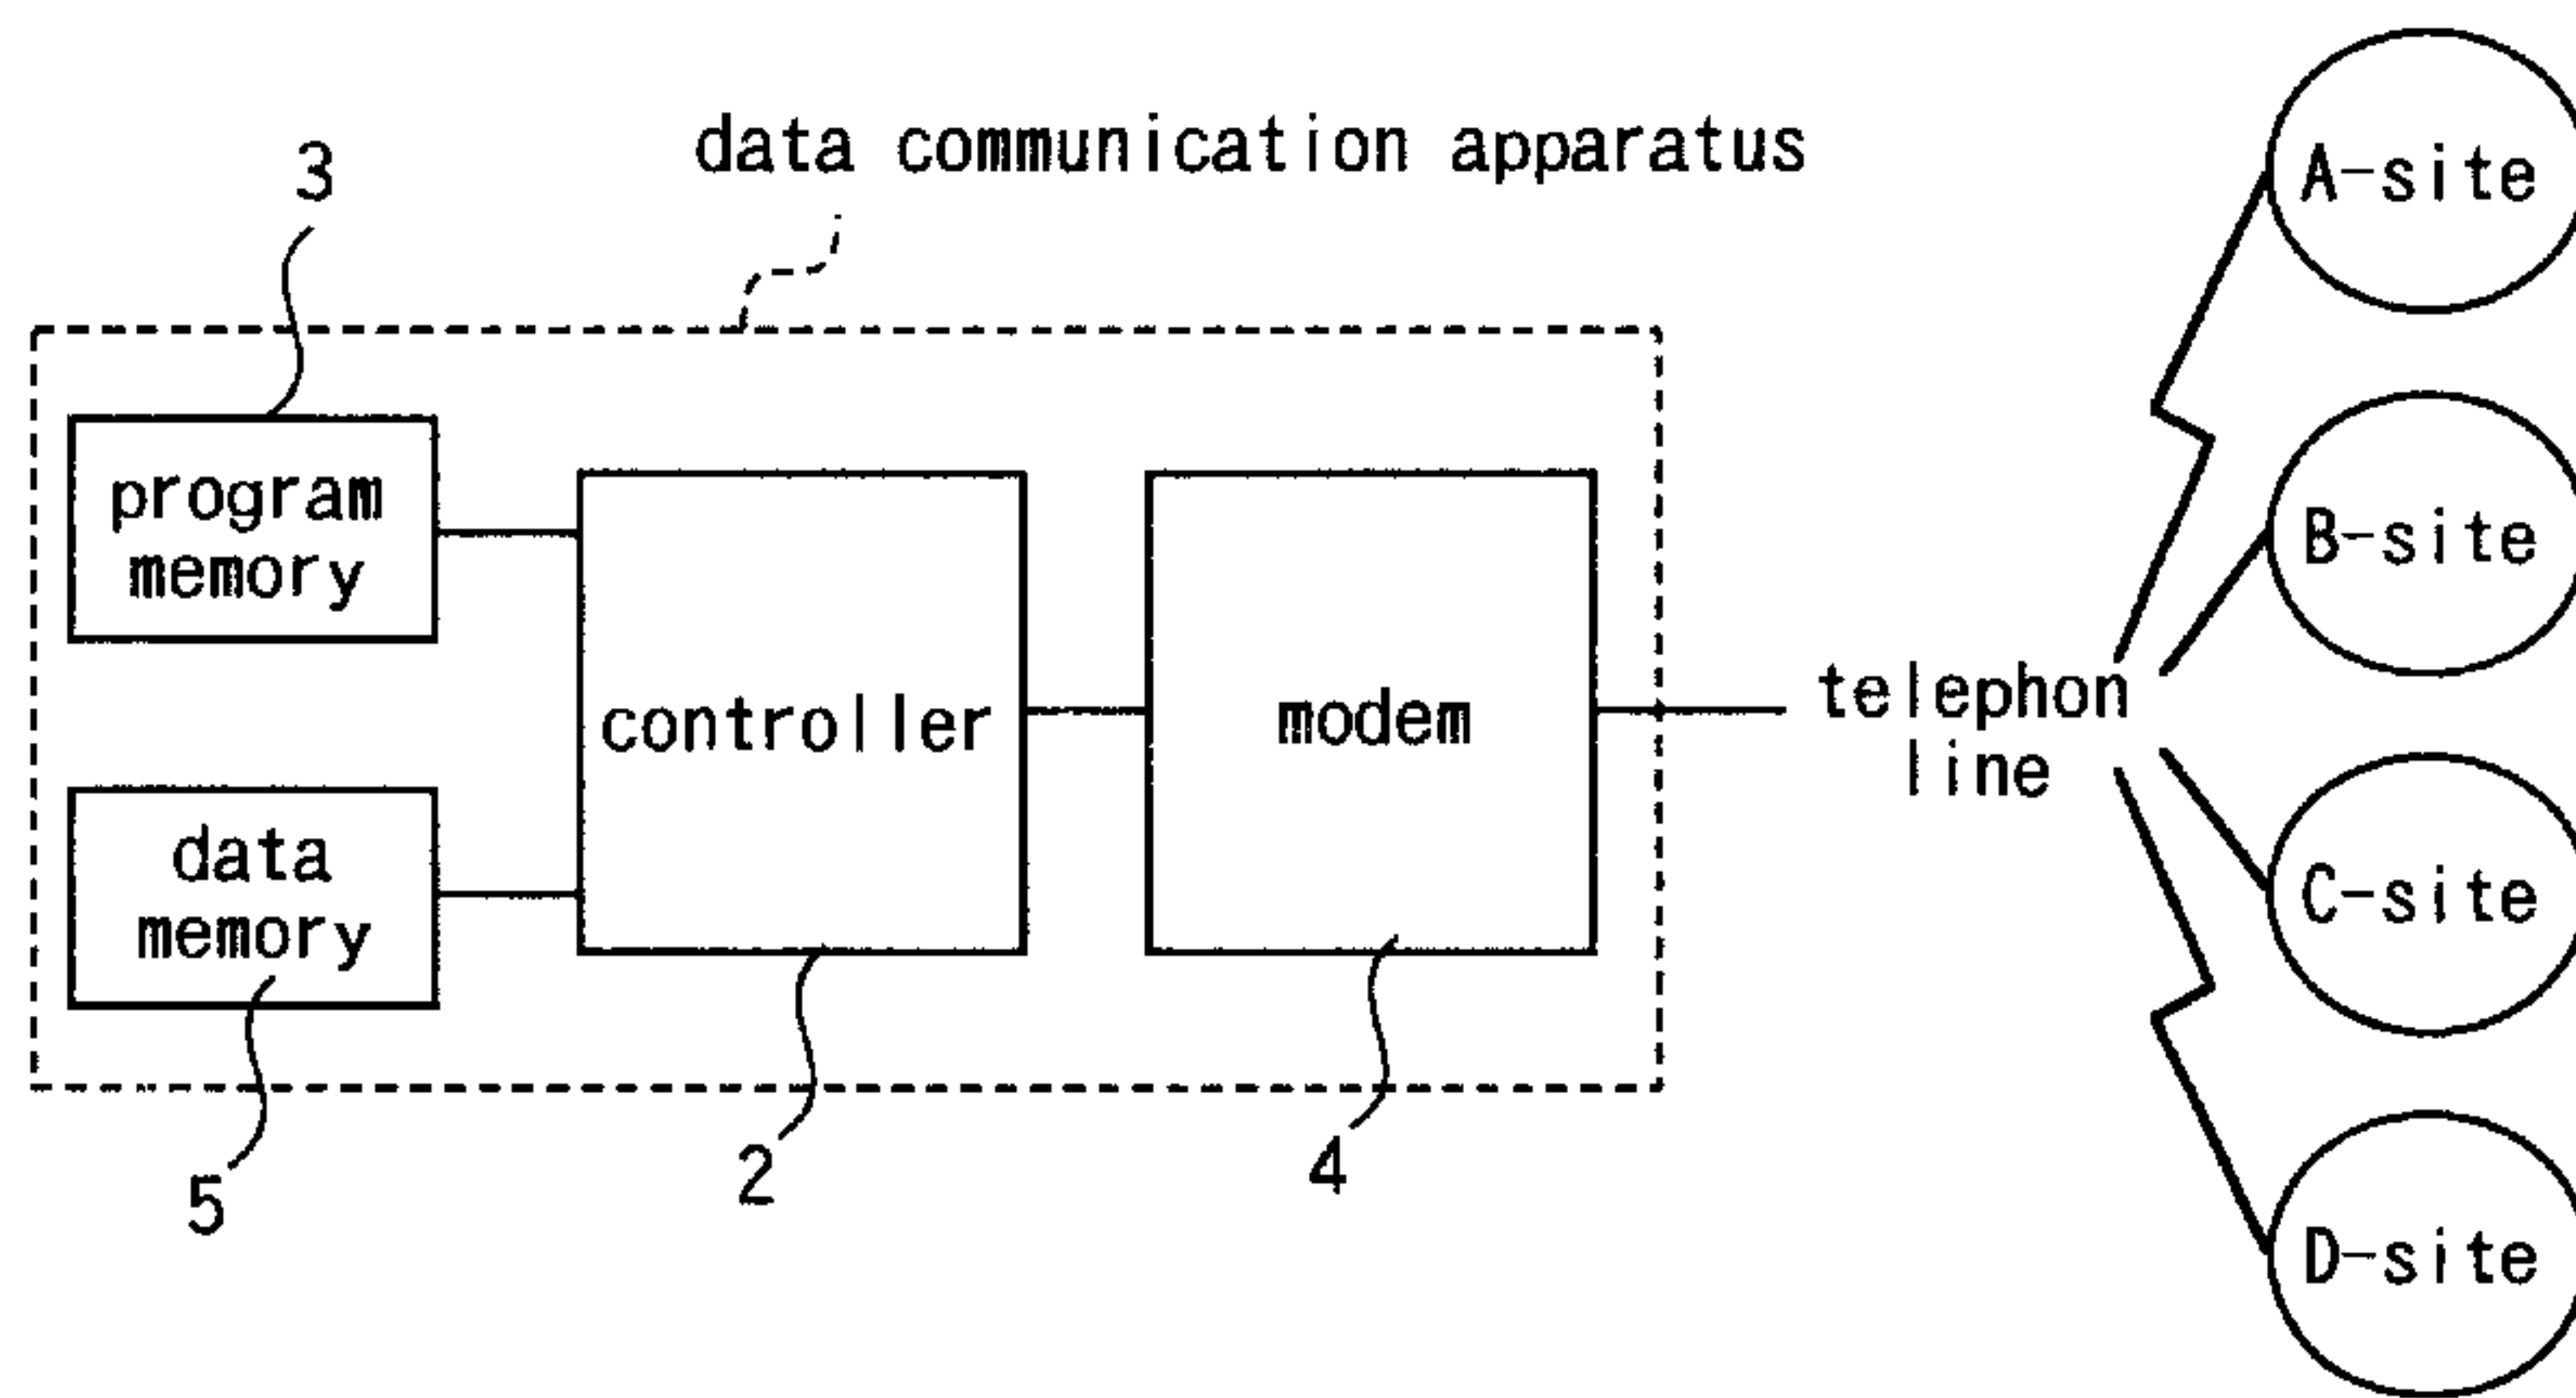 data communication apparatus
3
program
memory
data
memory
controller
modem
telephon
line
A-site
B-site
C-site
D-site
5
2
4